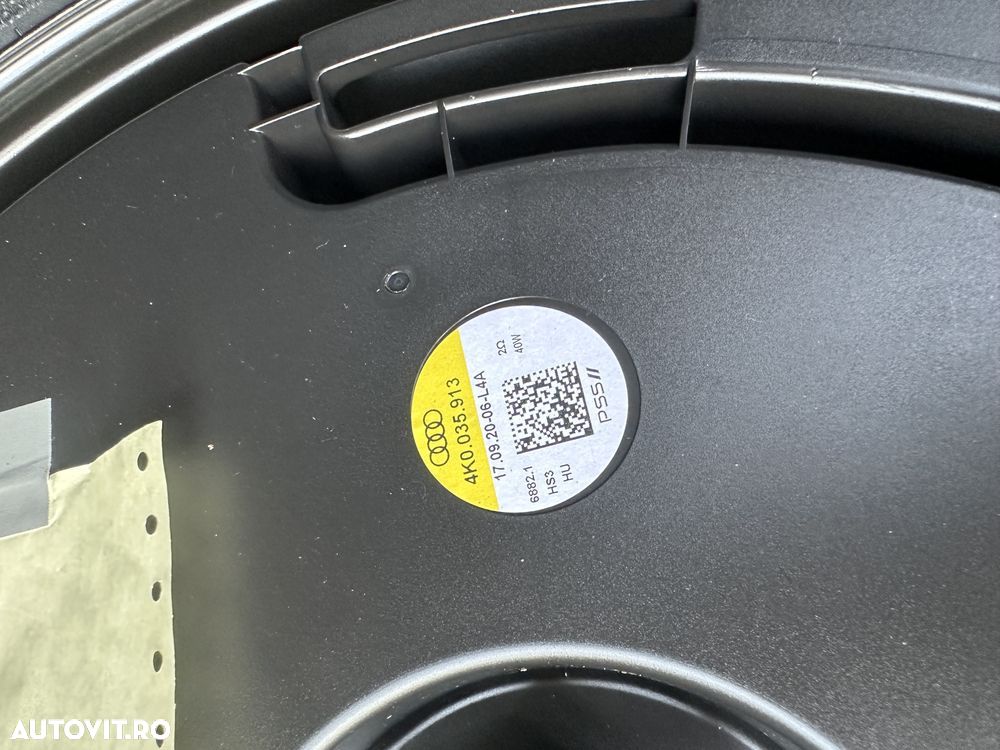 4K0.035.913
17.09.20-06-L4A
2Ω
40W
PSS//
6882.1
HS3
HU
AUTOVIT.RO